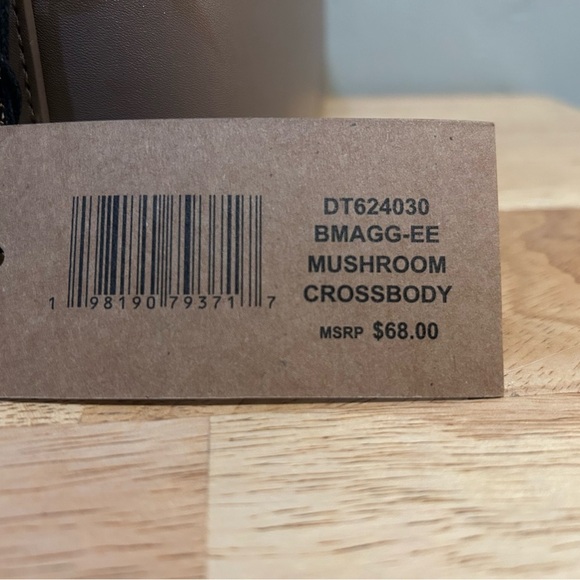 DT624030
BMAGG-EE
MUSHROOM
CROSSBODY
MSRP $68.00
1 98190 79371 7